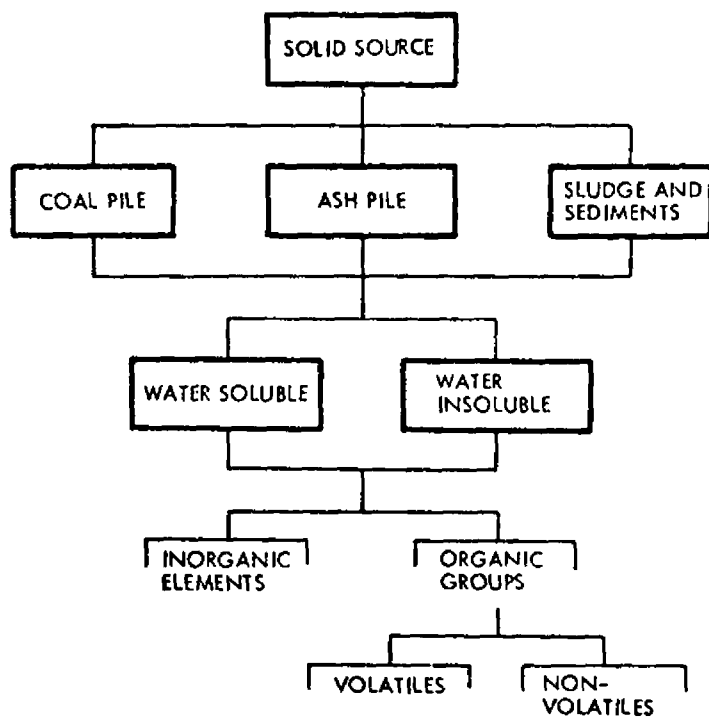 SOLID SOURCE
COAL PILE
ASH PILE
SLUDGE AND
SEDIMENTS
WATER SOLUBLE
WATER
INSOLUBLE
INORGANIC
ELEMENTS
ORGANIC
GROUPS
VOLATILES
NON-
VOLATILES